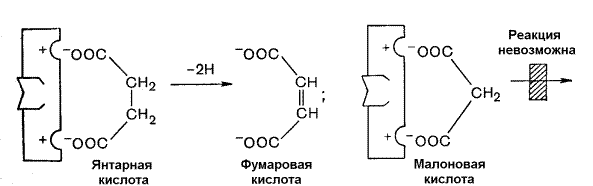 Реакция
невозможна
+ ⁻OOC
CH₂
CH₂
+ ⁻OOC
−2H
⁻OOC
CH
CH
⁻OOC
;
+ ⁻OOC
CH₂
+ ⁻OOC
Янтарная
кислота
Фумаровая
кислота
Малоновая
кислота